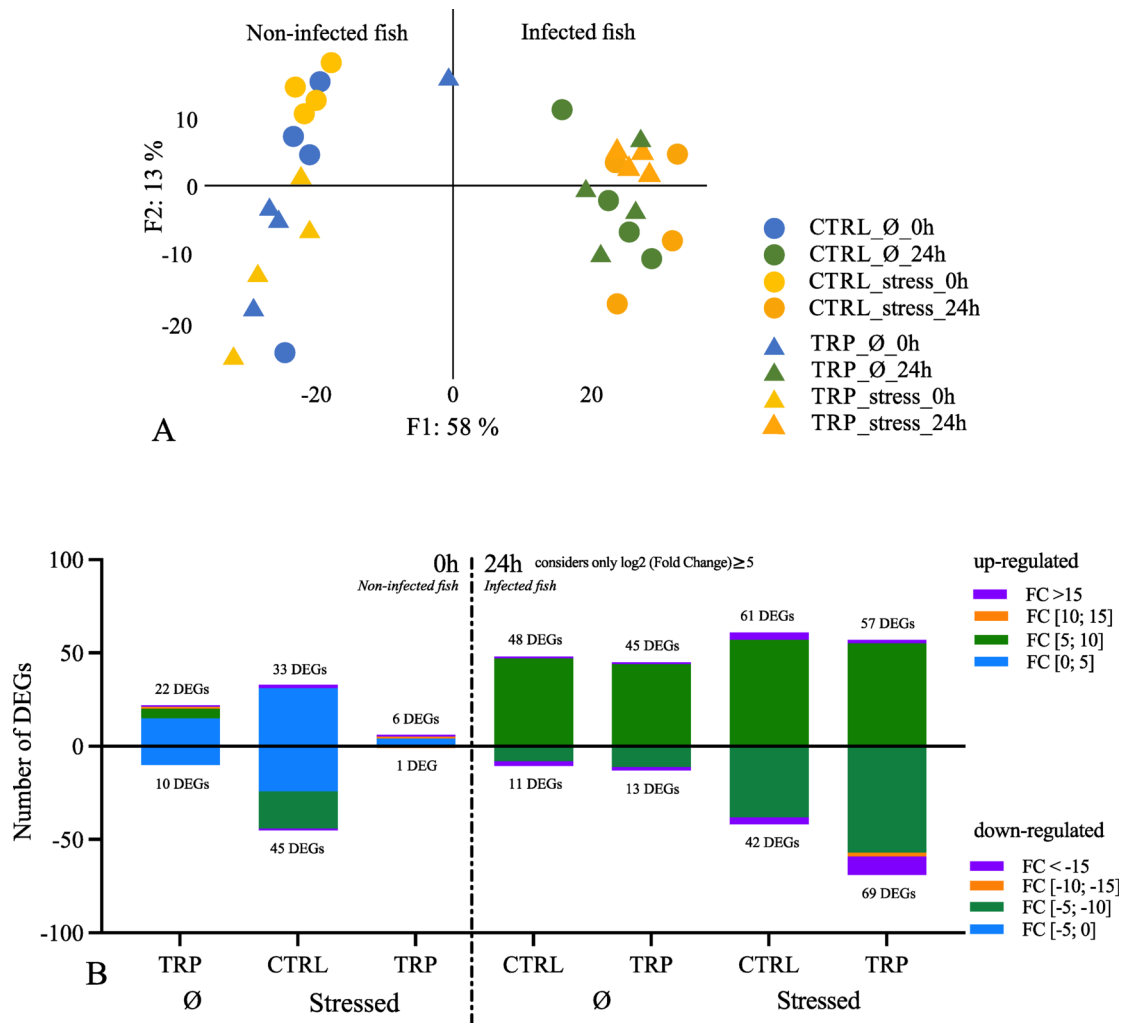 Non-infected fish
Infected fish
10
0
-10
-20
F2: 13 %
-20
0
20
F1: 58 %
A
CTRL_Ø_0h
CTRL_Ø_24h
CTRL_stress_0h
CTRL_stress_24h
TRP_Ø_0h
TRP_Ø_24h
TRP_stress_0h
TRP_stress_24h
100
50
0
-50
-100
Number of DEGs
0h
Non-infected fish
24h considers only log2 (Fold Change)≥5
Infected fish
22 DEGs
33 DEGs
6 DEGs
48 DEGs
45 DEGs
61 DEGs
57 DEGs
10 DEGs
45 DEGs
1 DEG
11 DEGs
13 DEGs
42 DEGs
69 DEGs
up-regulated
FC >15
FC [10; 15]
FC [5; 10]
FC [0; 5]
down-regulated
FC < -15
FC [-10; -15]
FC [-5; -10]
FC [-5; 0]
B
TRP CTRL TRP CTRL TRP CTRL TRP
Ø Stressed Ø Stressed